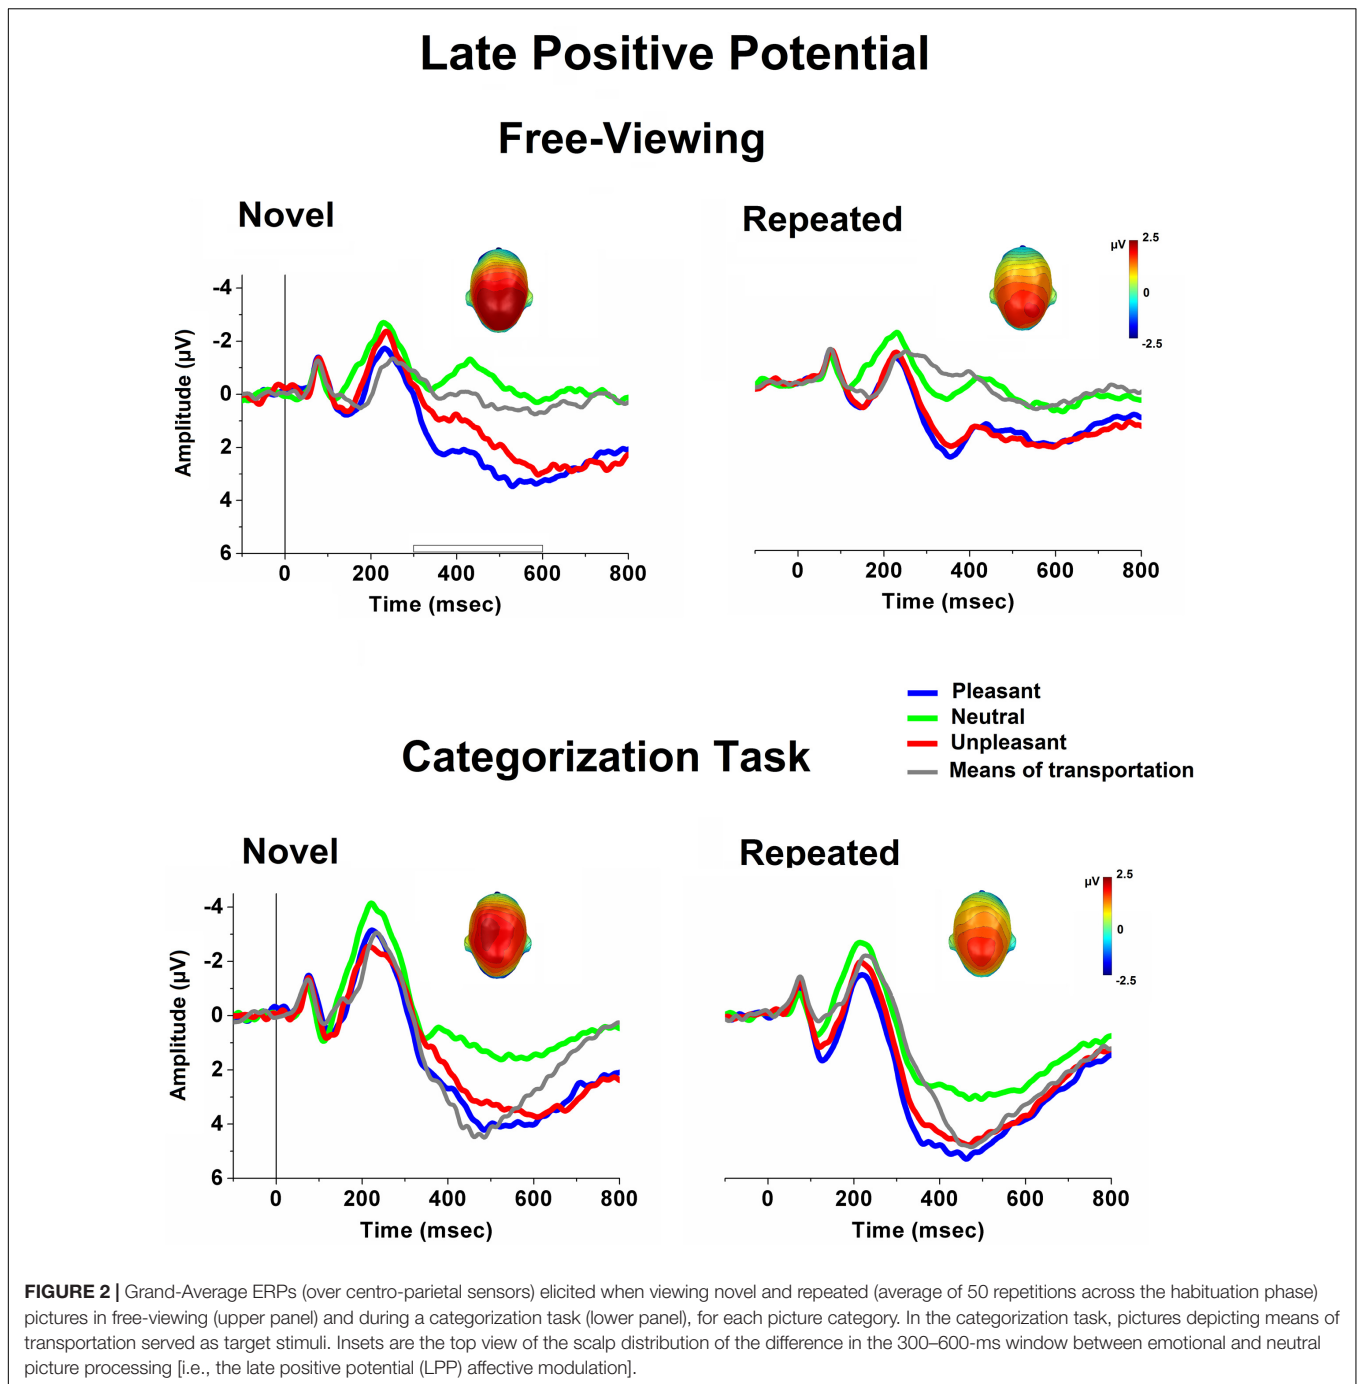 Late Positive Potential
Free-Viewing
Novel
Repeated
µV
2.5
0
-2.5
-4
-2
0
2
4
6
Amplitude (µV)
0 200 400 600 800
Time (msec)
0 200 400 600 800
Time (msec)
Pleasant
Neutral
Unpleasant
Means of transportation
Categorization Task
Novel
Repeated
µV
2.5
0
-2.5
-4
-2
0
2
4
6
Amplitude (µV)
0 200 400 600 800
Time (msec)
0 200 400 600 800
Time (msec)
FIGURE 2 | Grand-Average ERPs (over centro-parietal sensors) elicited when viewing novel and repeated (average of 50 repetitions across the habituation phase)
pictures in free-viewing (upper panel) and during a categorization task (lower panel), for each picture category. In the categorization task, pictures depicting means of
transportation served as target stimuli. Insets are the top view of the scalp distribution of the difference in the 300–600-ms window between emotional and neutral
picture processing [i.e., the late positive potential (LPP) affective modulation].